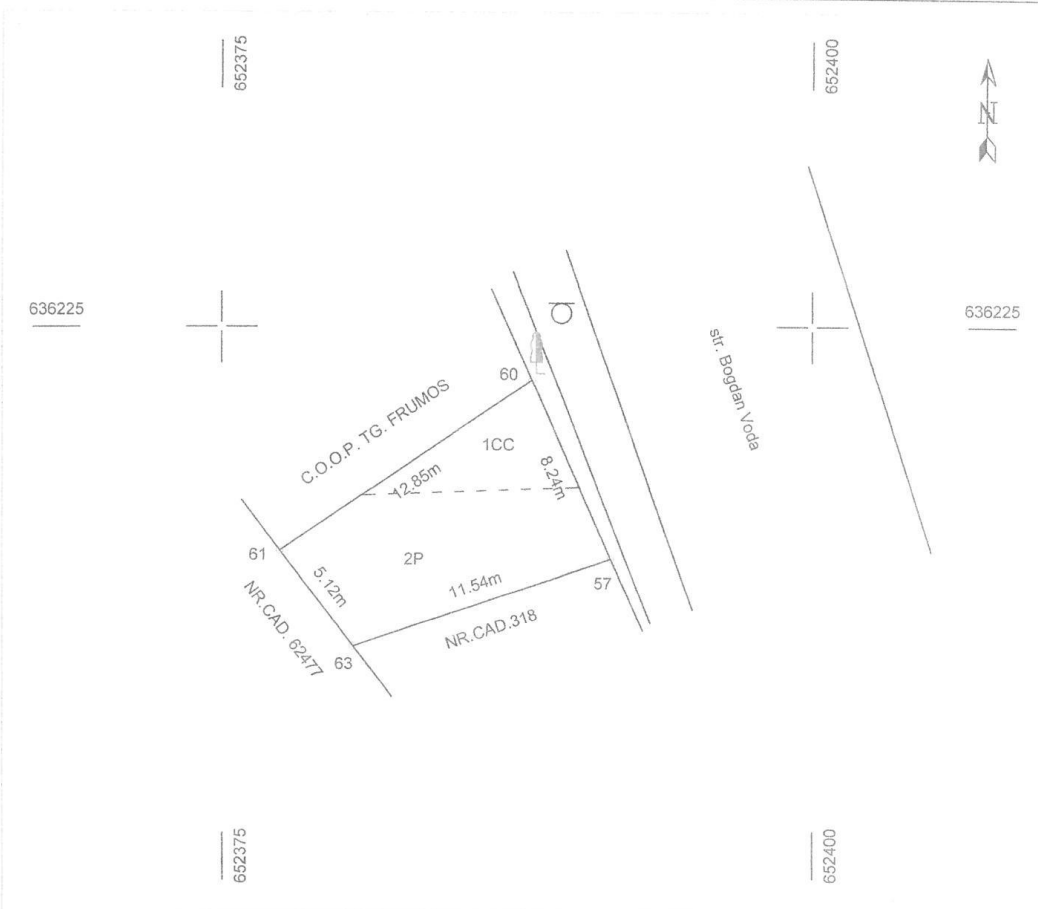 652375
652400
N
636225
636225
str. Bogdan Voda
60
C.O.O.P. TG. FRUMOS
1CC
12.85m
8.24m
61
2P
5.12m
11.54m
57
NR.CAD. 62477
NR.CAD.318
63
652375
652400